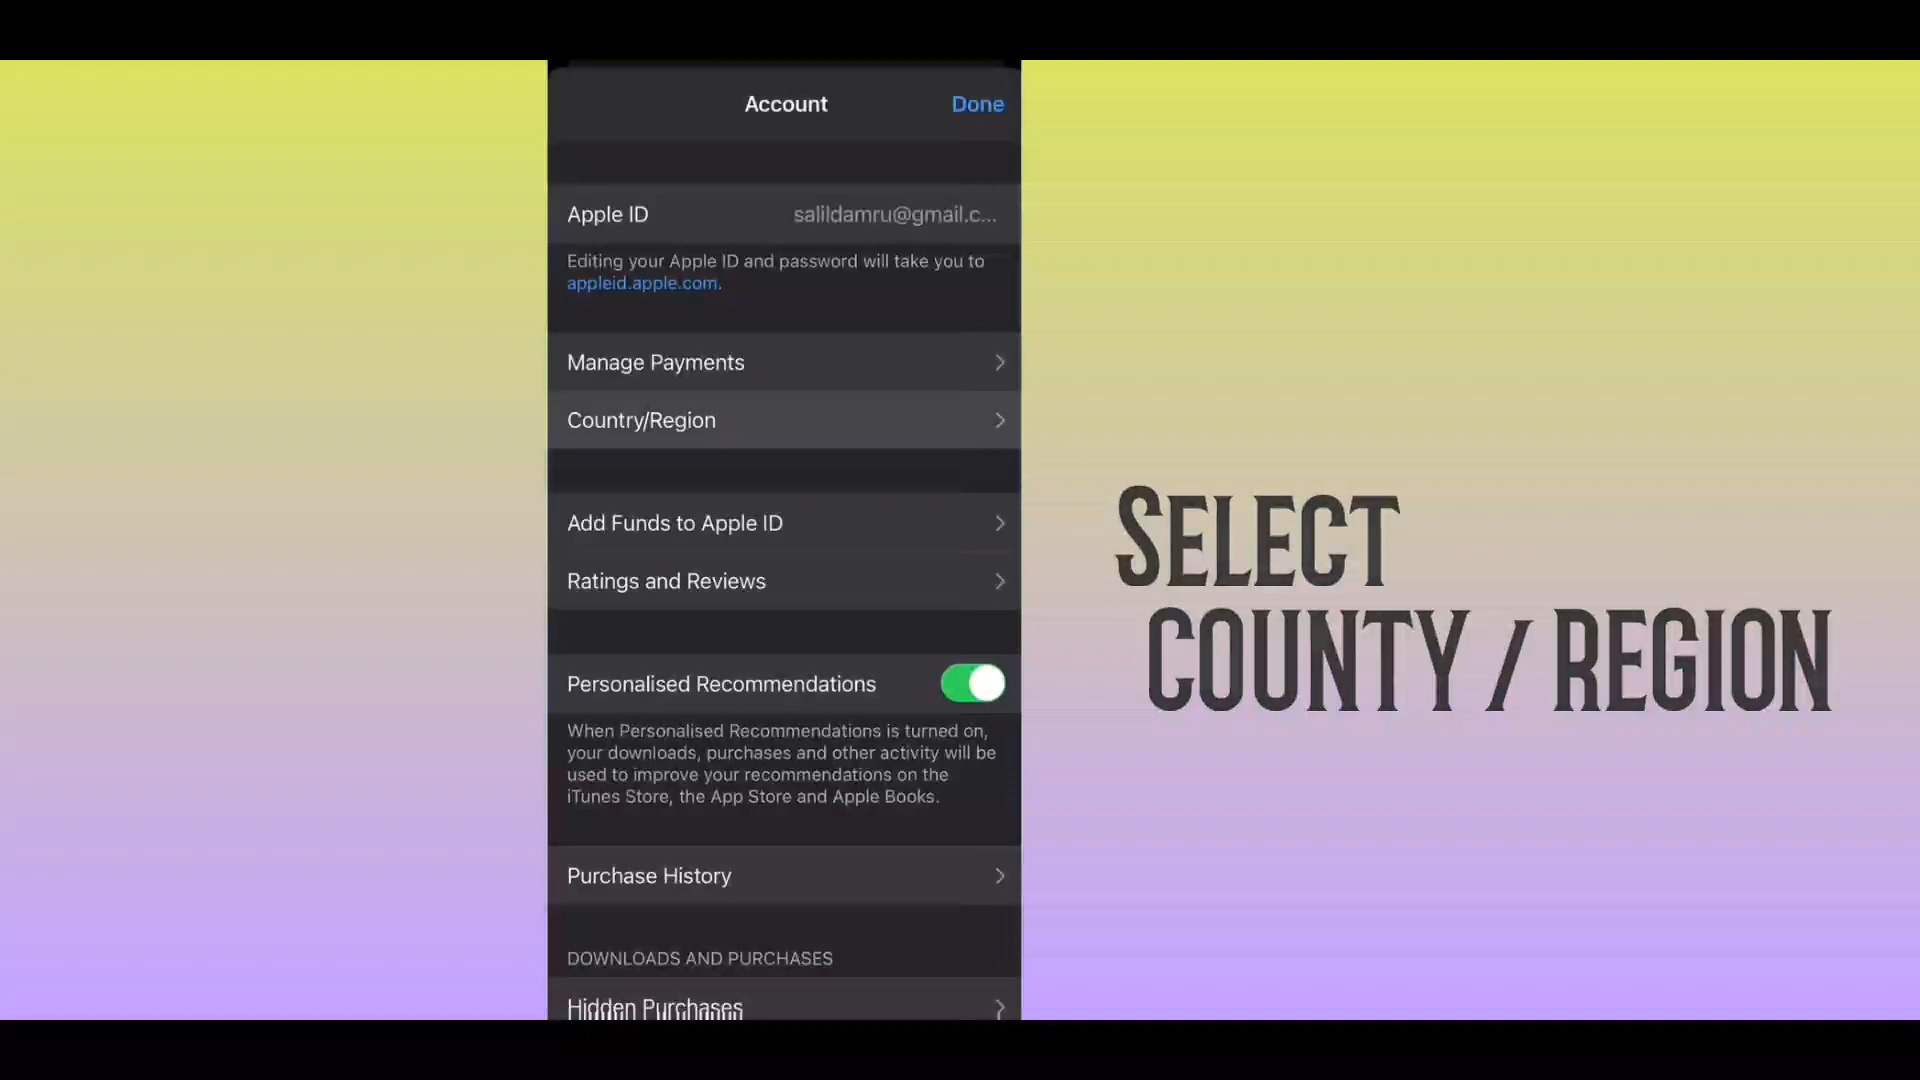 Account
Done
Apple ID
salildamru@gmail.c...
Editing your Apple ID and password will take you to
appleid.apple.com.
Manage Payments
Country/Region
Add Funds to Apple ID
Ratings and Reviews
Personalised Recommendations
When Personalised Recommendations is turned on,
your downloads, purchases and other activity will be
used to improve your recommendations on the
iTunes Store, the App Store and Apple Books.
Purchase History
DOWNLOADS AND PURCHASES
Hidden Purchases
SELECT
COUNTY / REGION